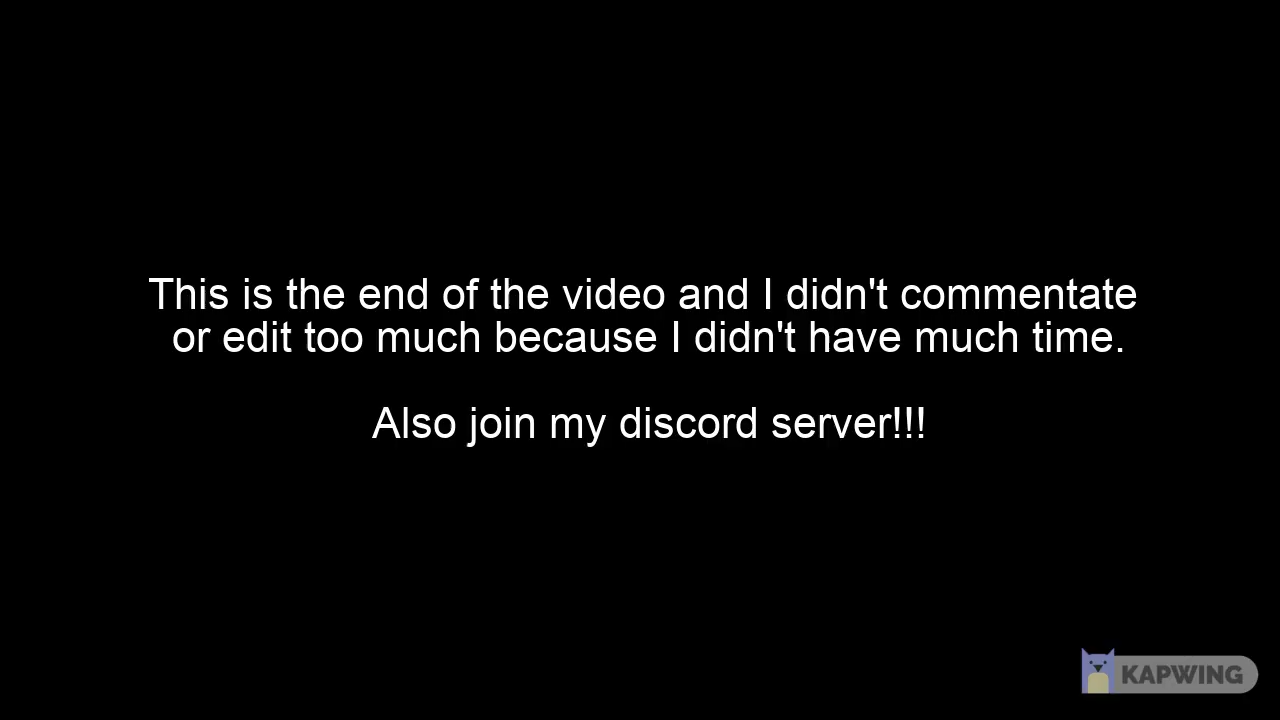 This is the end of the video and I didn't commentate
or edit too much because I didn't have much time.
Also join my discord server!!!
KAPWING